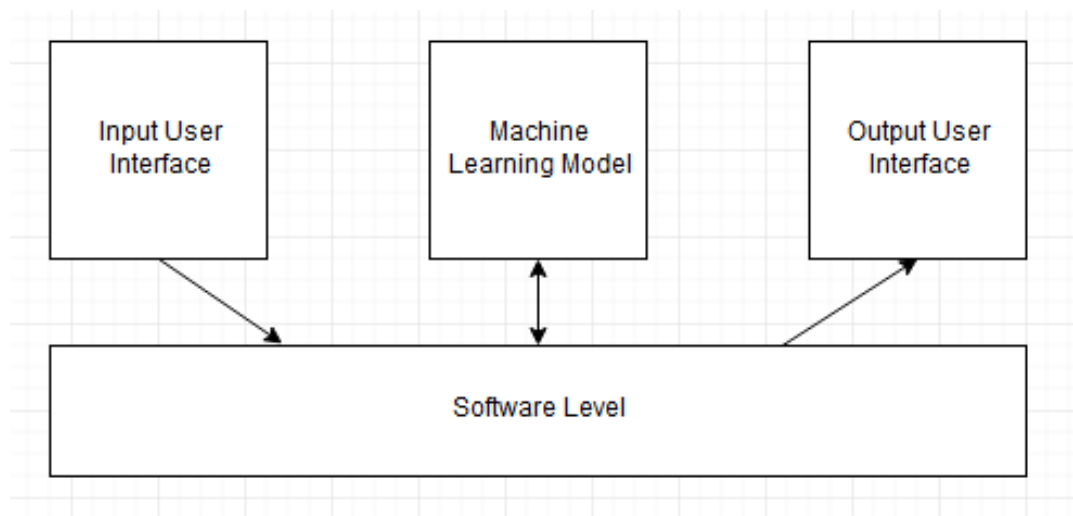 Input User
Interface
Machine
Learning Model
Output User
Interface
Software Level